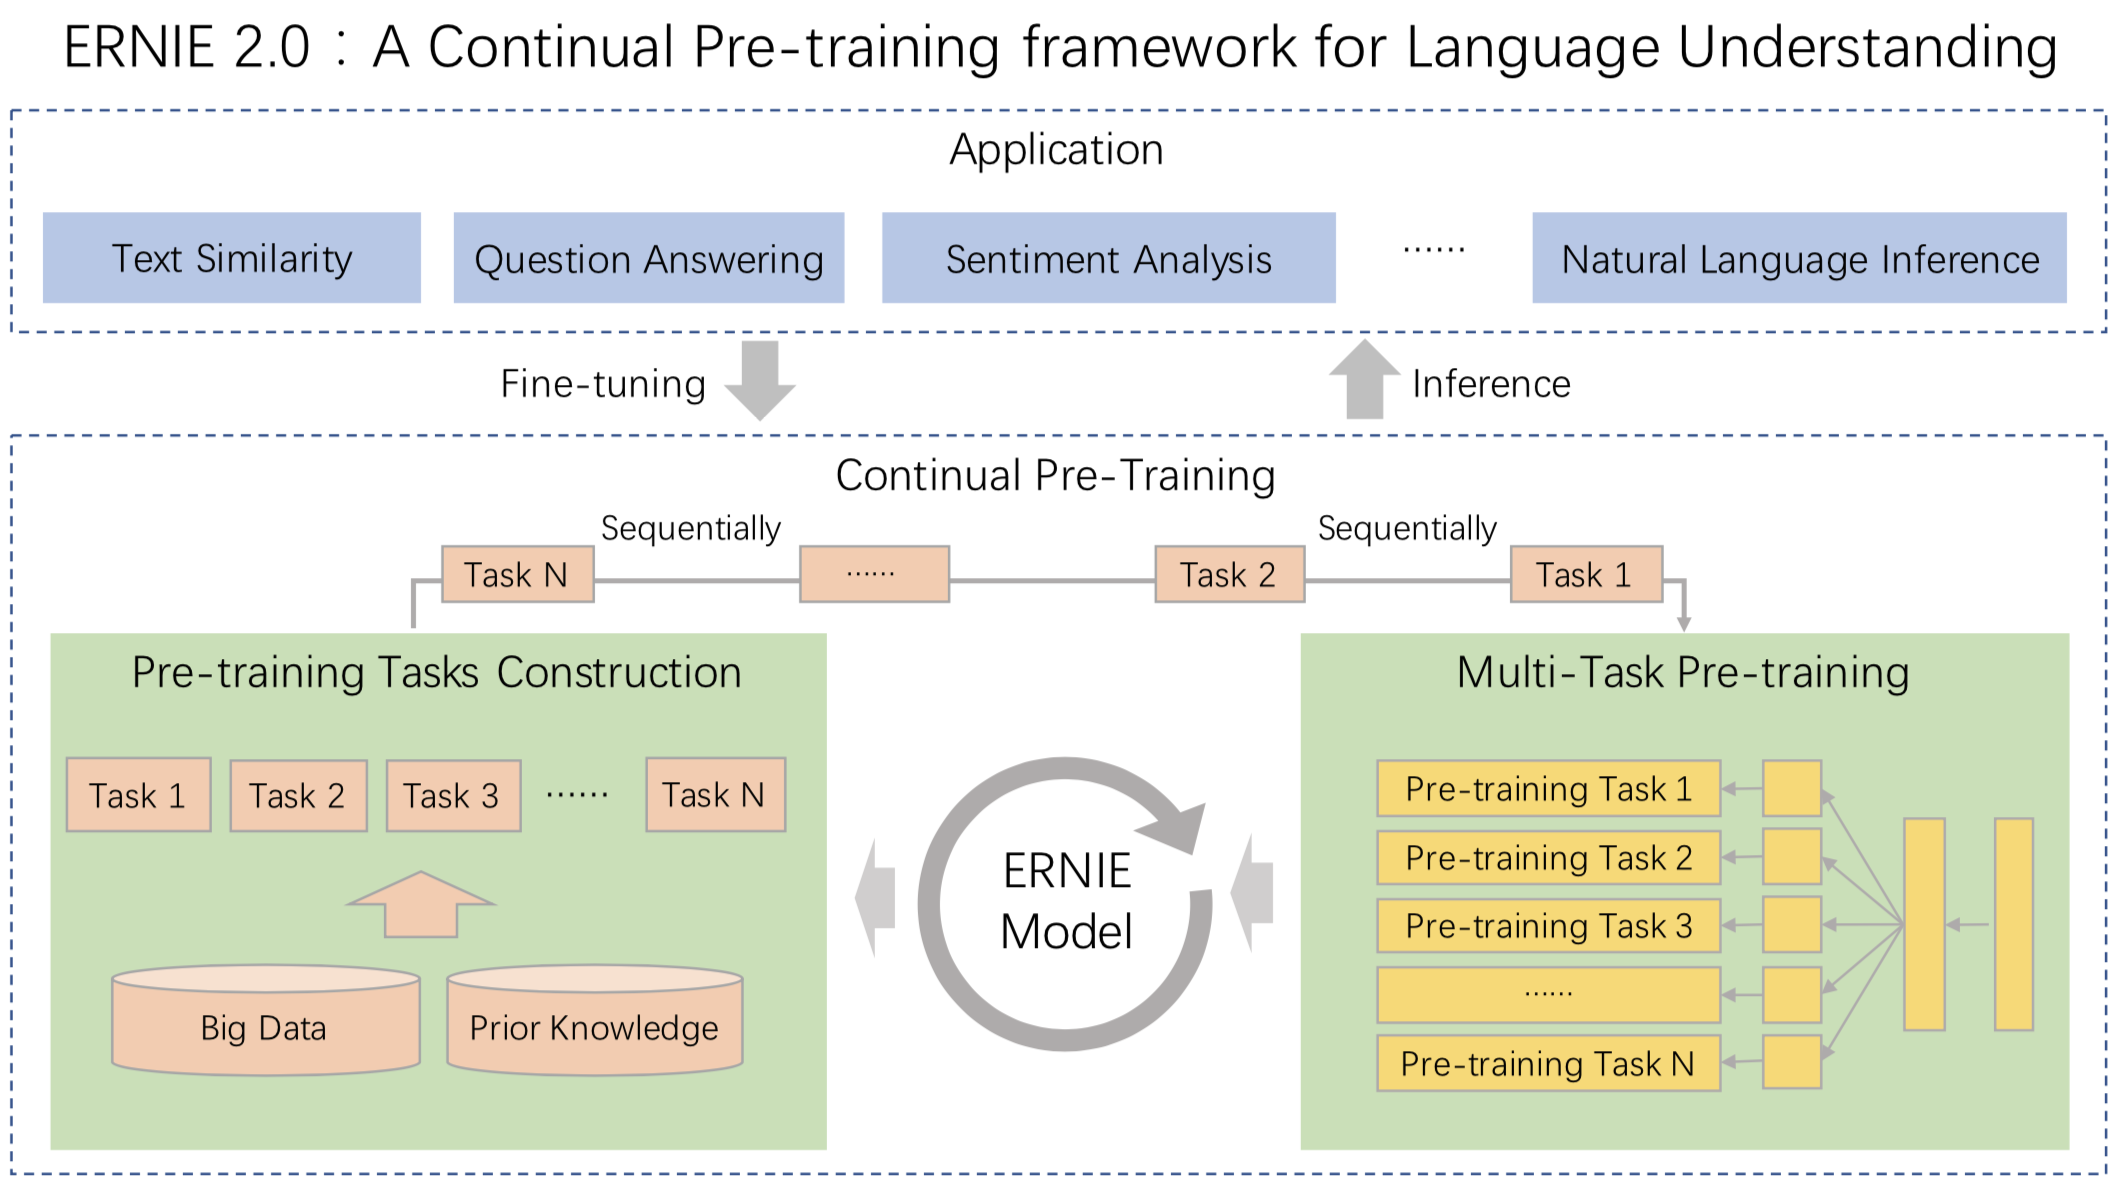 ERNIE 2.0：A Continual Pre-training framework for Language Understanding
Application
Text Similarity
Question Answering
Sentiment Analysis
......
Natural Language Inference
Fine-tuning
Inference
Continual Pre-Training
Sequentially
Sequentially
Task N
......
Task 2
Task 1
Pre-training Tasks Construction
Task 1
Task 2
Task 3
......
Task N
Big Data
Prior Knowledge
ERNIE
Model
Multi-Task Pre-training
Pre-training Task 1
Pre-training Task 2
Pre-training Task 3
......
Pre-training Task N